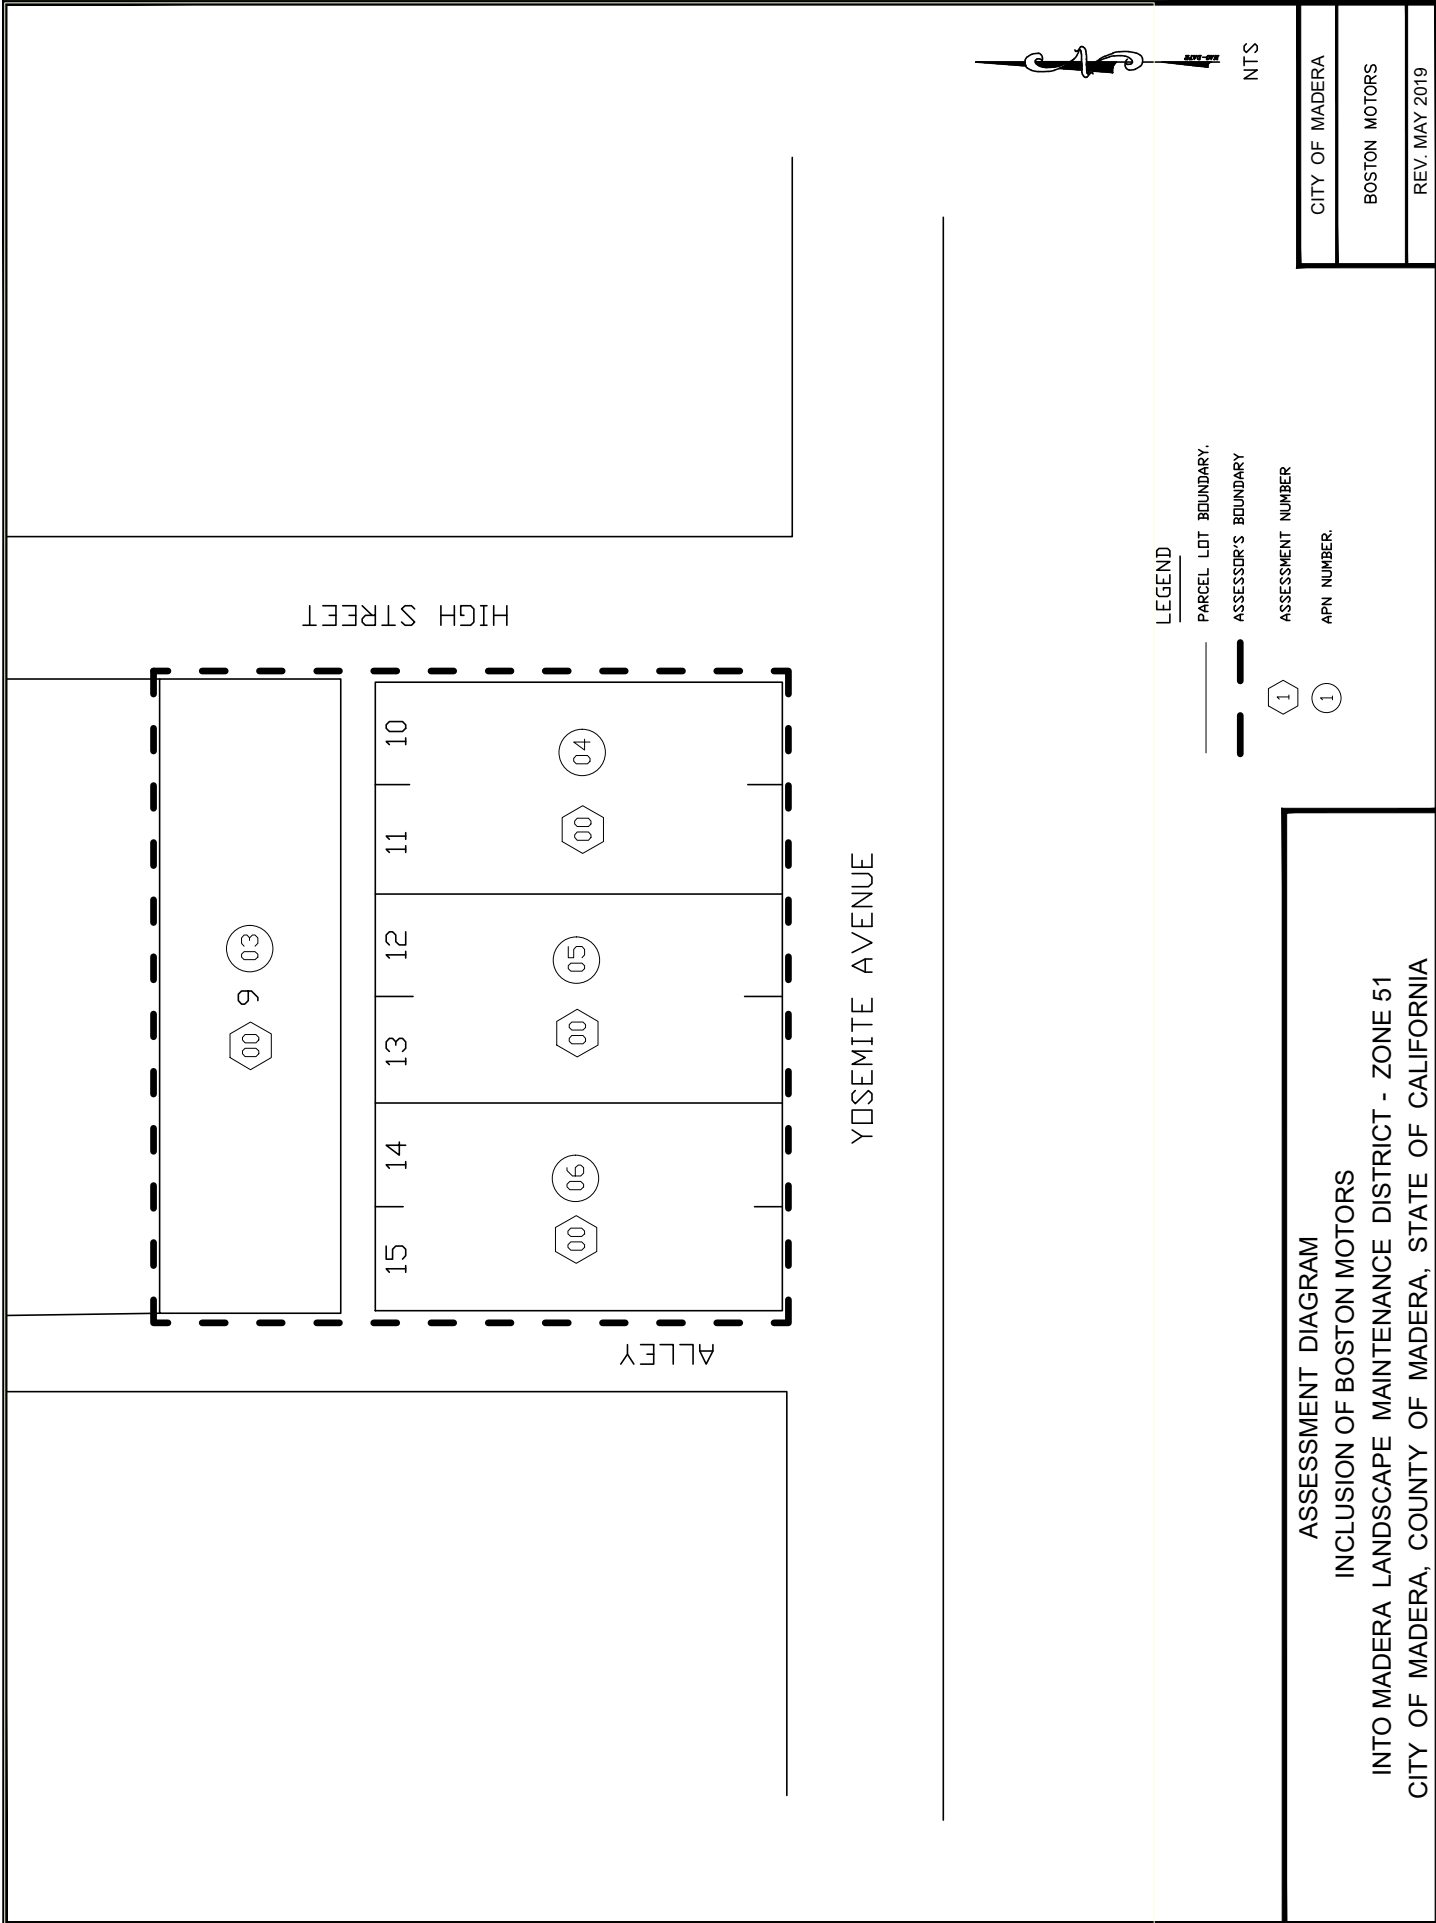 NTS
HIGH STREET
9
00
03
15
14
13
12
11
10
00
06
00
05
00
04
ALLEY
YOSEMITE AVENUE
LEGEND
PARCEL LOT BOUNDARY.
ASSESSOR'S BOUNDARY
1
ASSESSMENT NUMBER
1
APN NUMBER.
ASSESSMENT DIAGRAM
INCLUSION OF BOSTON MOTORS
INTO MADERA LANDSCAPE MAINTENANCE DISTRICT - ZONE 51
CITY OF MADERA, COUNTY OF MADERA, STATE OF CALIFORNIA
CITY OF MADERA
BOSTON MOTORS
REV. MAY 2019